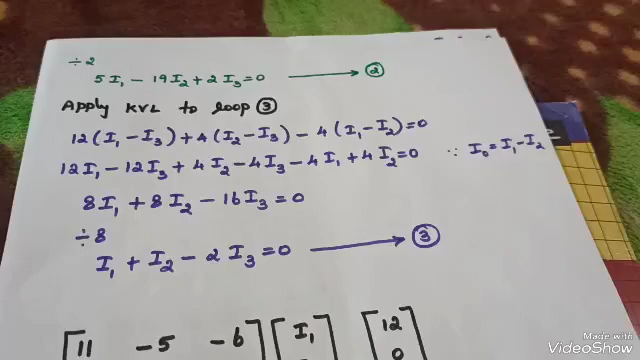 ÷2
5I₁ − 19I₂ + 2I₃ = 0 ⟶ ②
Apply KVL to loop ③
12(I₁ − I₃) + 4(I₂ − I₃) − 4(I₁ − I₂) = 0
12I₁ − 12I₃ + 4I₂ − 4I₃ − 4I₁ + 4I₂ = 0 ∵ I₀ = I₁ − I₂
8I₁ + 8I₂ − 16I₃ = 0
÷8
I₁ + I₂ − 2I₃ = 0 ⟶ ③
[11 −5 −6] [I₁] [12
0
Made with
VideoShow